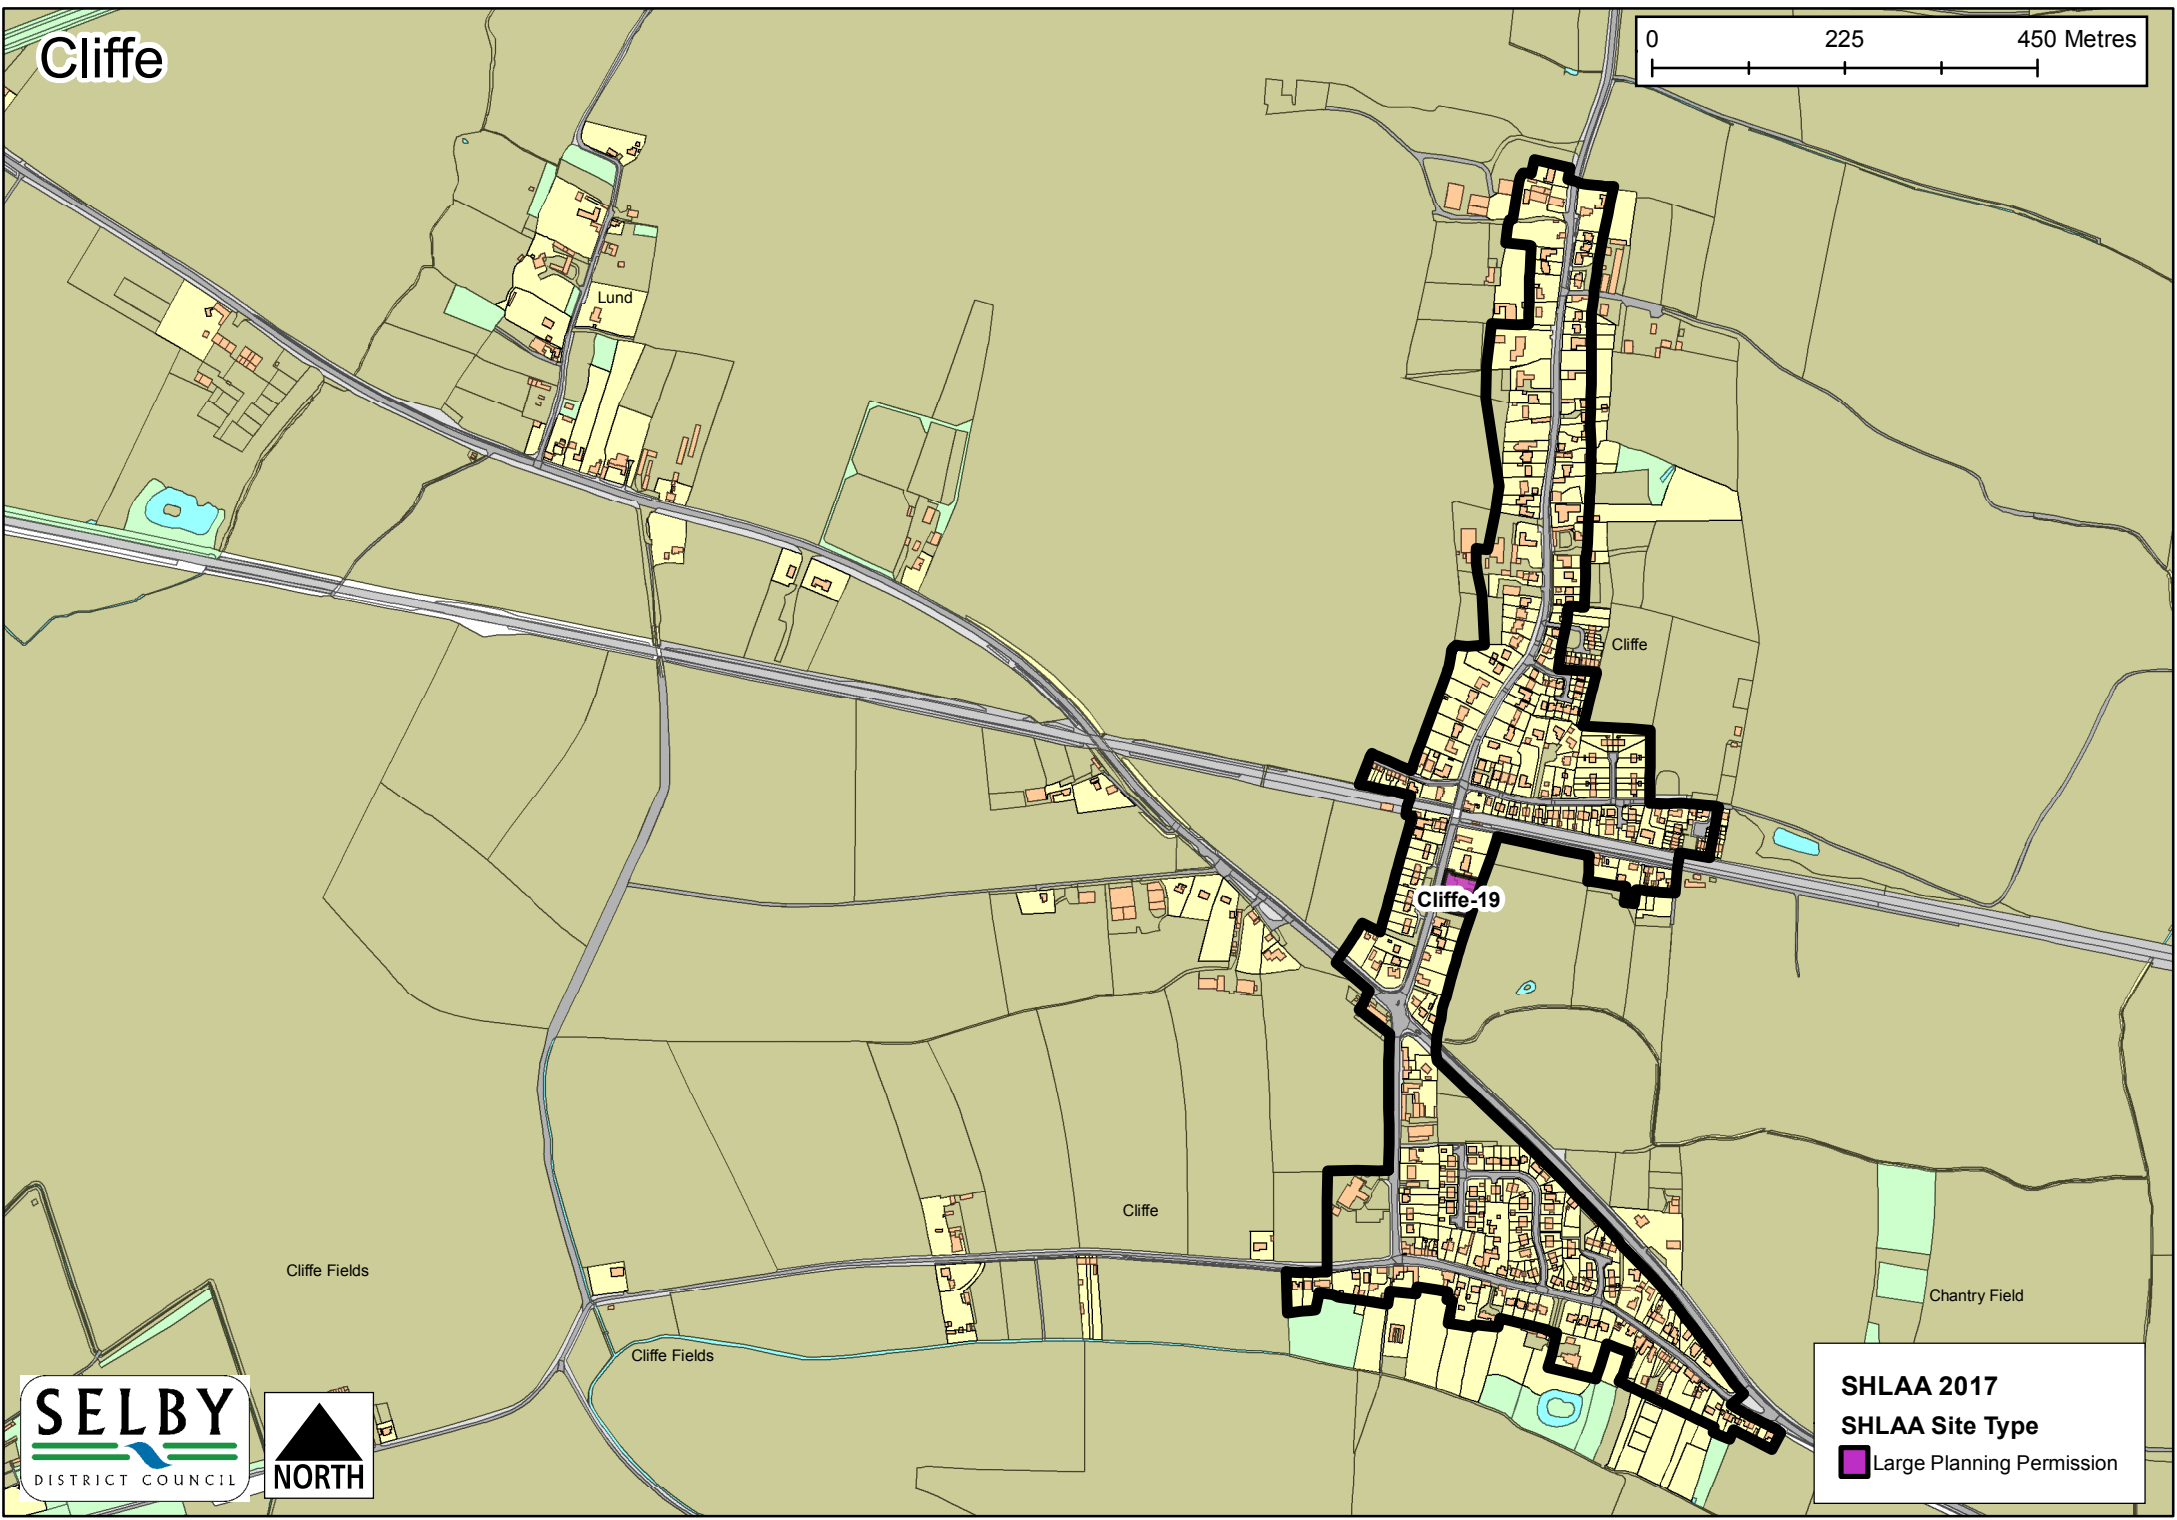 Cliffe
0 225 450 Metres
Lund
Cliffe
Cliffe-19
Cliffe
Cliffe Fields
Chantry Field
Cliffe Fields
SELBY
DISTRICT COUNCIL
NORTH
SHLAA 2017
SHLAA Site Type
Large Planning Permission